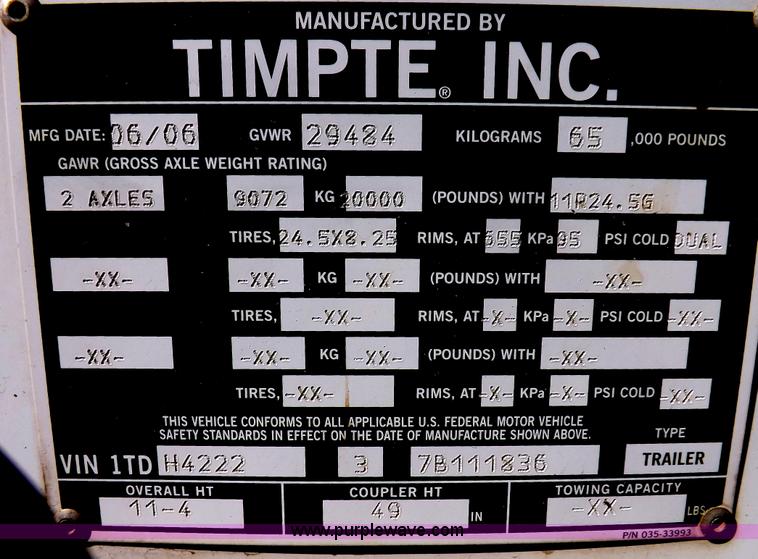 MANUFACTURED BY
TIMPTE® INC.
MFG DATE: 06/06 GVWR 29484 KILOGRAMS 65 ,000 POUNDS
GAWR (GROSS AXLE WEIGHT RATING)
2 AXLES 9072 KG 20000 (POUNDS) WITH 11R24.5G
TIRES, 24.5X8.25 RIMS, AT 655 KPa 95 PSI COLD DUAL
-XX- -XX- KG -XX- (POUNDS) WITH -XX-
TIRES, -XX- RIMS, AT -X- KPa -X- PSI COLD -XX-
-XX- -XX- KG -XX- (POUNDS) WITH -XX-
TIRES, -XX- RIMS, AT -X- KPa -X- PSI COLD -XX-
THIS VEHICLE CONFORMS TO ALL APPLICABLE U.S. FEDERAL MOTOR VEHICLE
SAFETY STANDARDS IN EFFECT ON THE DATE OF MANUFACTURE SHOWN ABOVE.
TYPE
VIN 1TD H4222 3 7B111836 TRAILER
OVERALL HT COUPLER HT TOWING CAPACITY
11-4 49 IN -XX- LBS
www.purplewave.com
P/N 035-33993